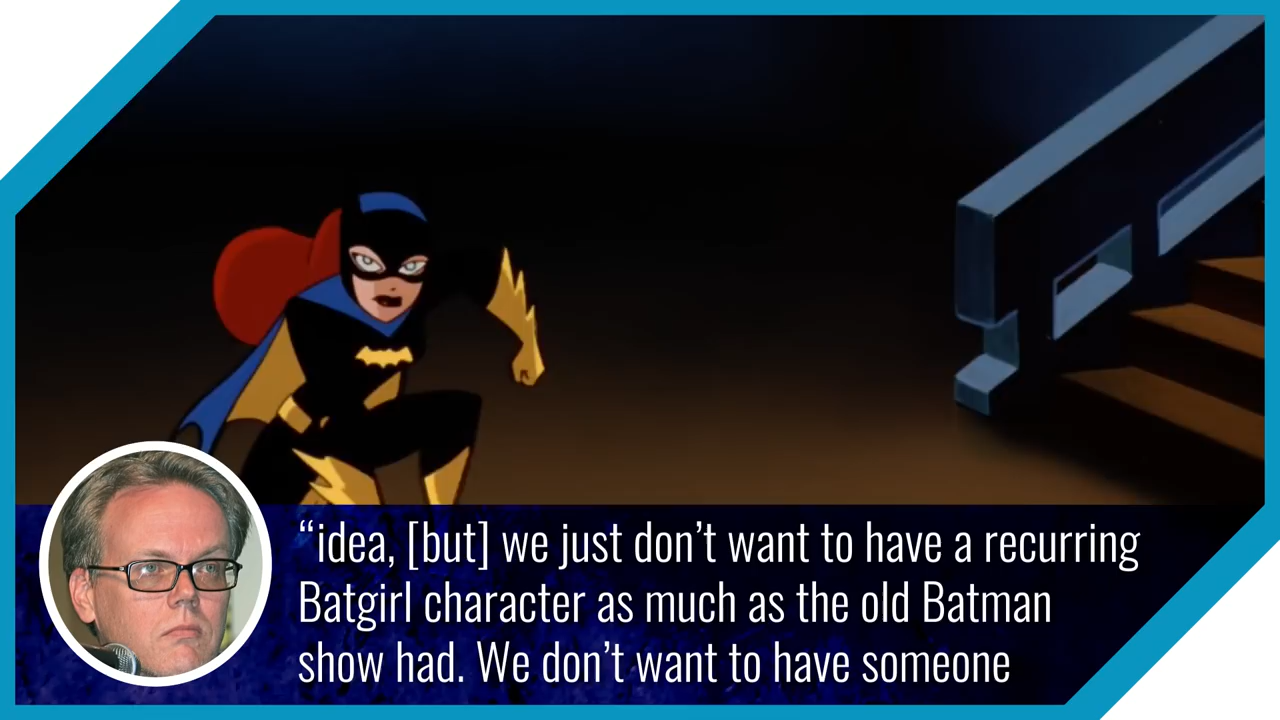 “idea, [but] we just don’t want to have a recurring
Batgirl character as much as the old Batman
show had. We don’t want to have someone